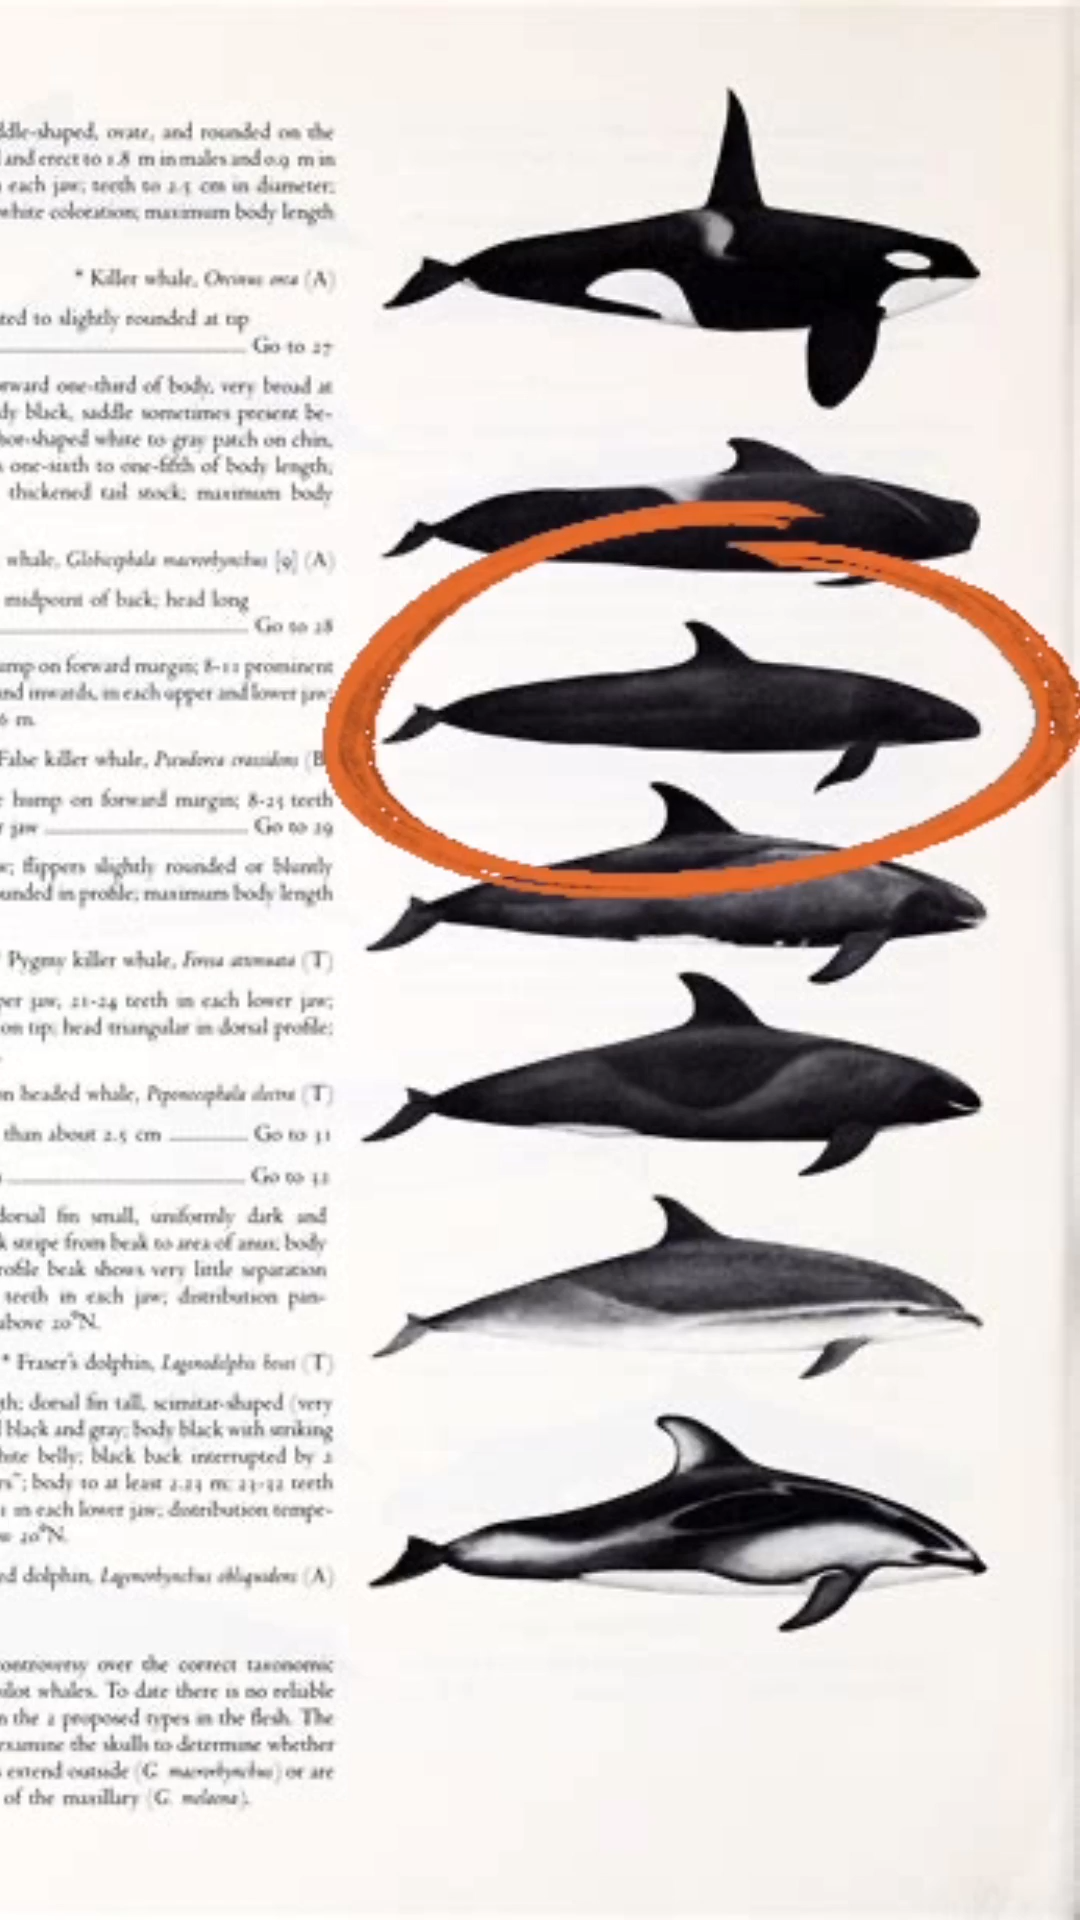 ddle-shaped, ovate, and rounded on the
and erect to 1.8 m in males and 0.9 m in
each jaw; teeth to 2.5 cm in diameter;
white coloration; maximum body length
* Killer whale, Orcinus orca (A)
ted to slightly rounded at tip
Go to 27
rward one-third of body, very broad at
dy black, saddle sometimes present be-
hor-shaped white to gray patch on chin,
one-sixth to one-fifth of body length;
thickened tail stock; maximum body
whale, Globicephala macrorhynchus [9] (A)
midpoint of back; head long
Go to 28
ump on forward margin; 8-11 prominent
and inwards, in each upper and lower jaw;
6 m.
False killer whale, Pseudorca crassidens (B
hump on forward margin; 8-25 teeth
r jaw Go to 29
w; flippers slightly rounded or bluntly
unded in profile; maximum body length
Pygmy killer whale, Feresa attenuata (T)
per jaw, 21-24 teeth in each lower jaw;
on tip; head triangular in dorsal profile;
on headed whale, Peponocephala electra (T)
than about 2.5 cm Go to 31
Go to 32
dorsal fin small, uniformly dark and
k stripe from beak to area of anus; body
rofile beak shows very little separation
teeth in each jaw; distribution pan-
above 20°N.
* Fraser's dolphin, Lagenodelphis hosei (T)
gth; dorsal fin tall, scimitar-shaped (very
d black and gray; body black with striking
hite belly; black back interrupted by 2
rs"; body to at least 2.23 m; 23-32 teeth
in each lower jaw; distribution tempe-
w 20°N.
ed dolphin, Lagenorhynchus obliquidens (A)
controversy over the correct taxonomic
pilot whales. To date there is no reliable
n the 2 proposed types in the flesh. The
examine the skulls to determine whether
s extend outside (G. macrorhynchus) or are
of the maxillary (G. melaena).